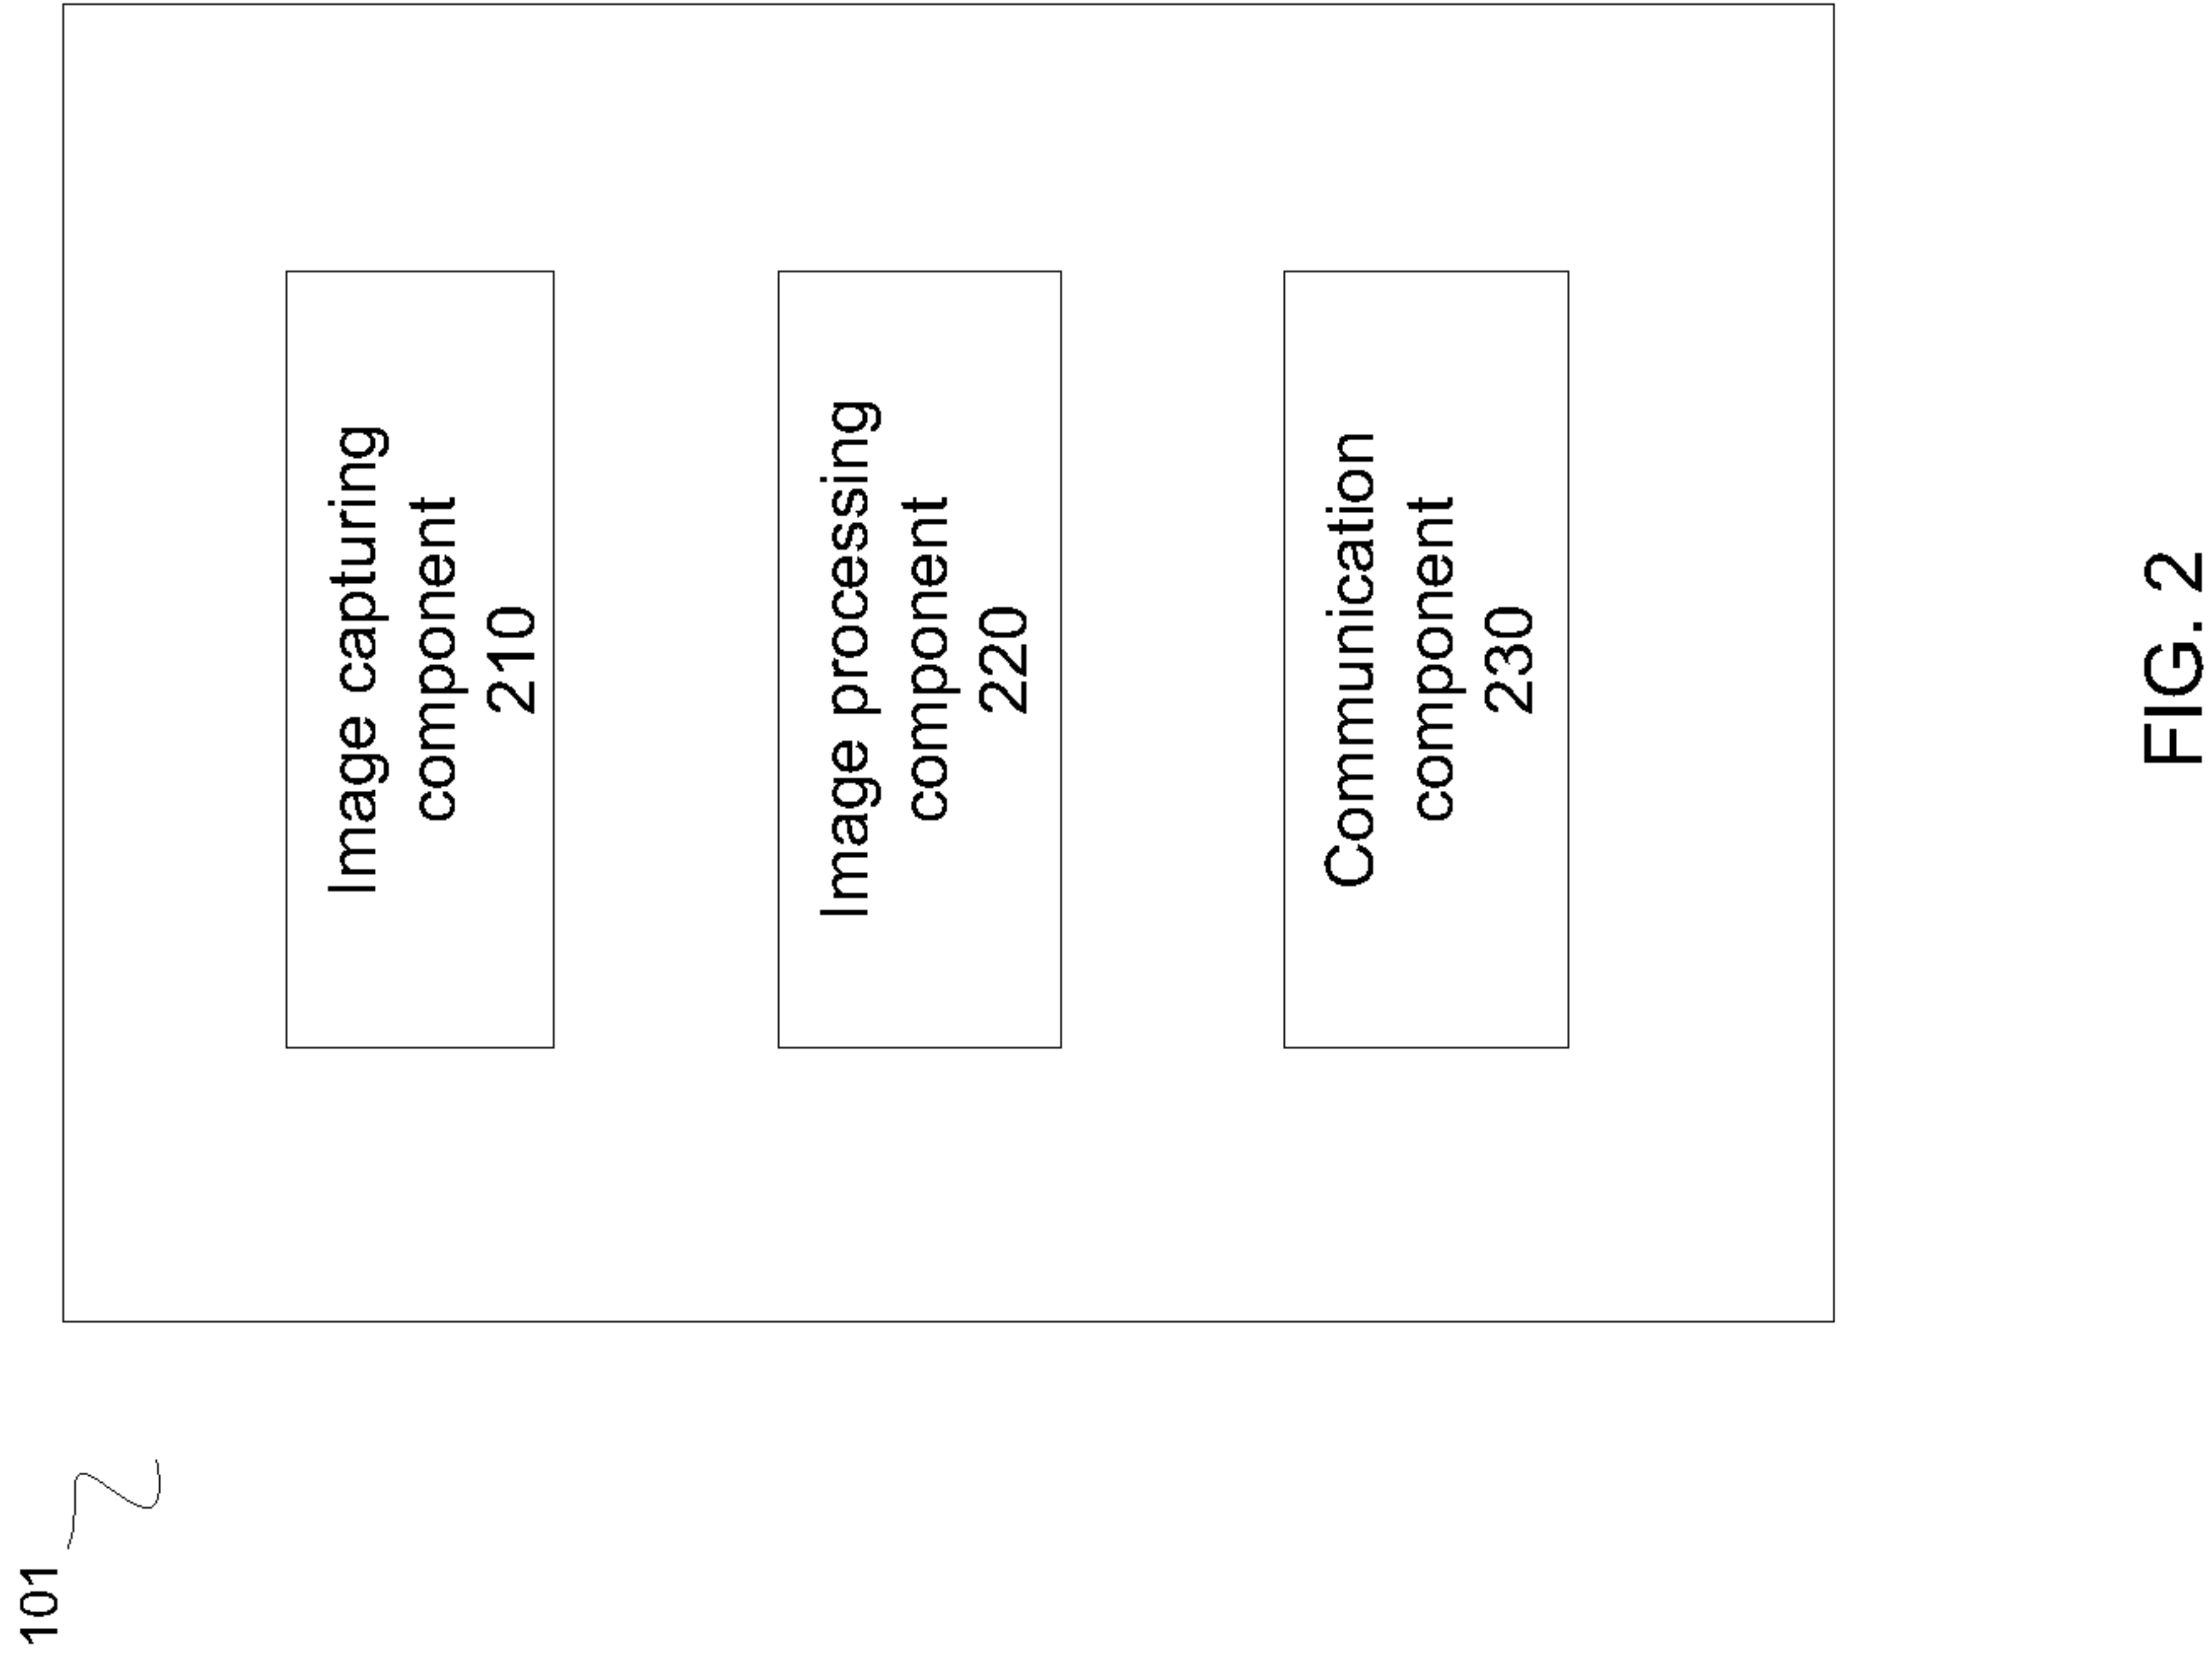 101
Image capturing
component
210
Image processing
component
220
Communication
component
230
FIG. 2